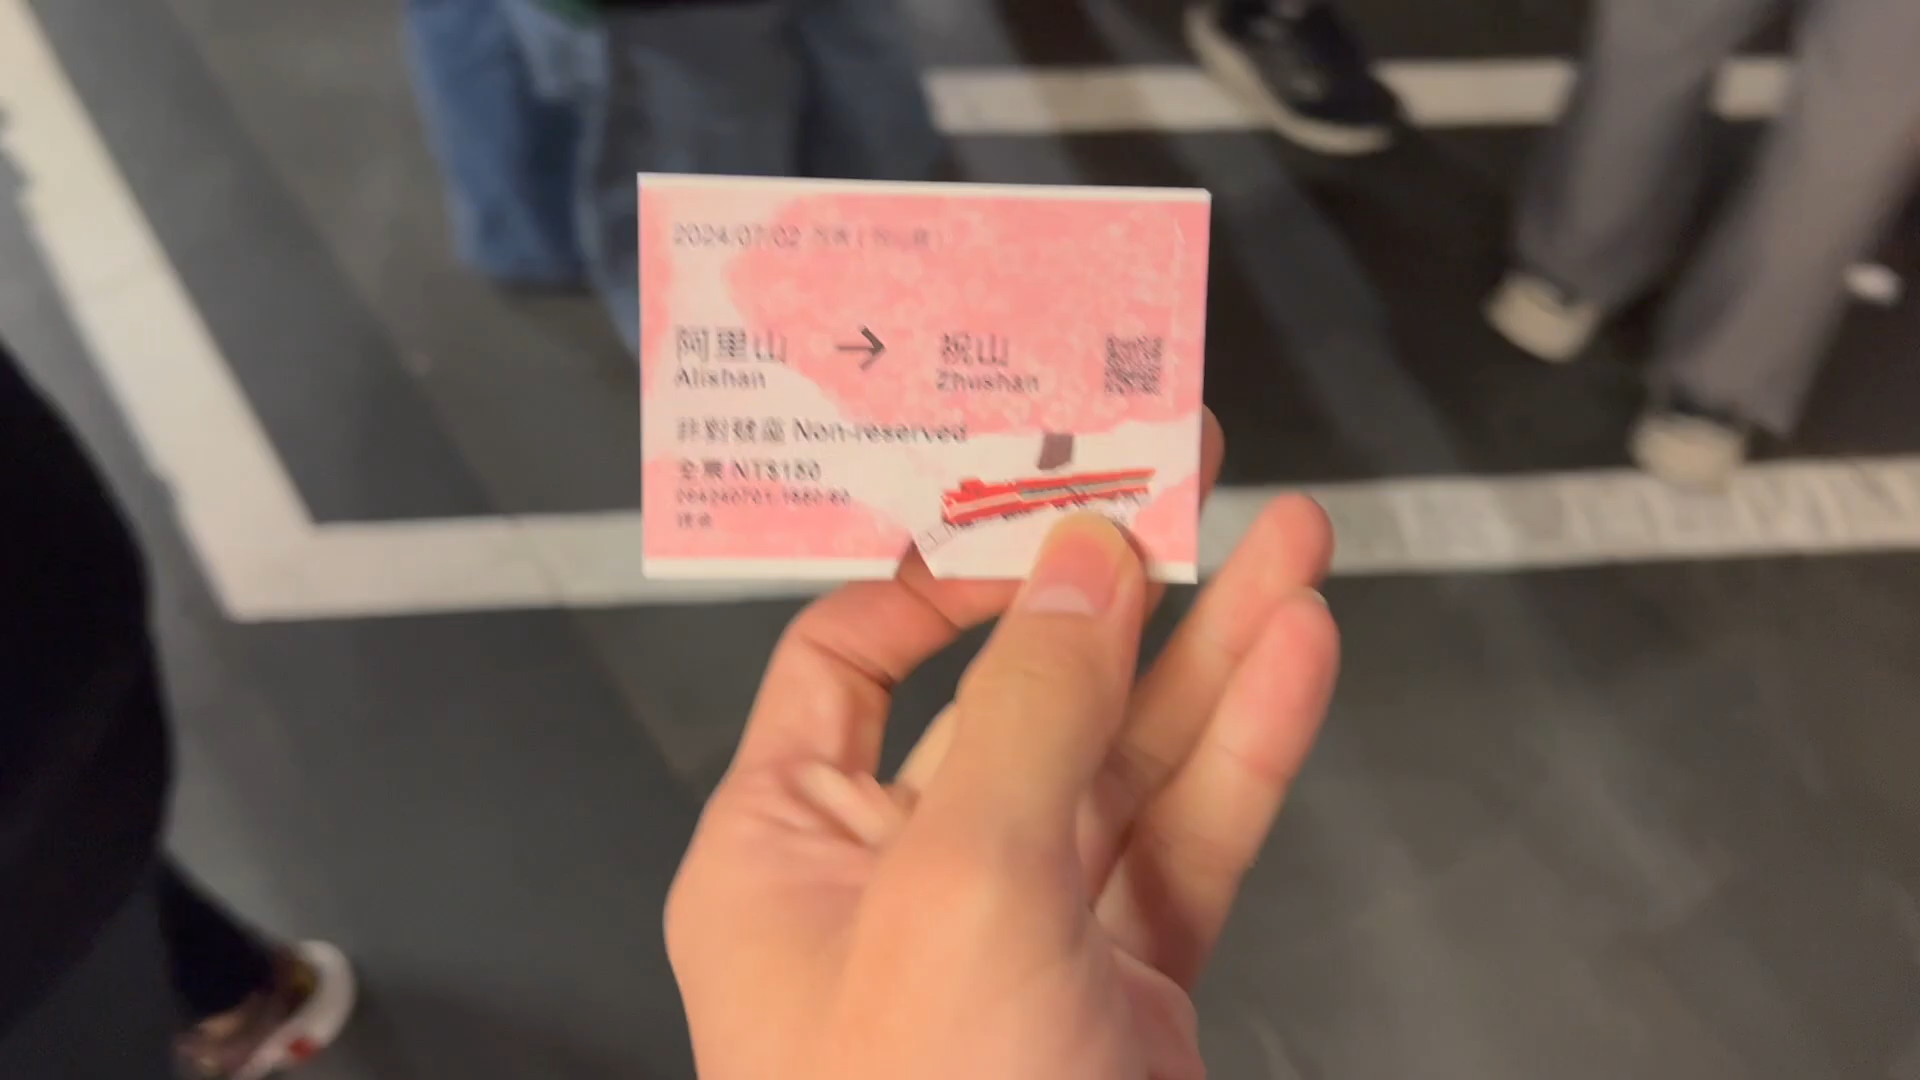 2024/07/02
阿里山 → 祝山
Alishan Zhushan
非對號座 Non-reserved
全票 NT$150